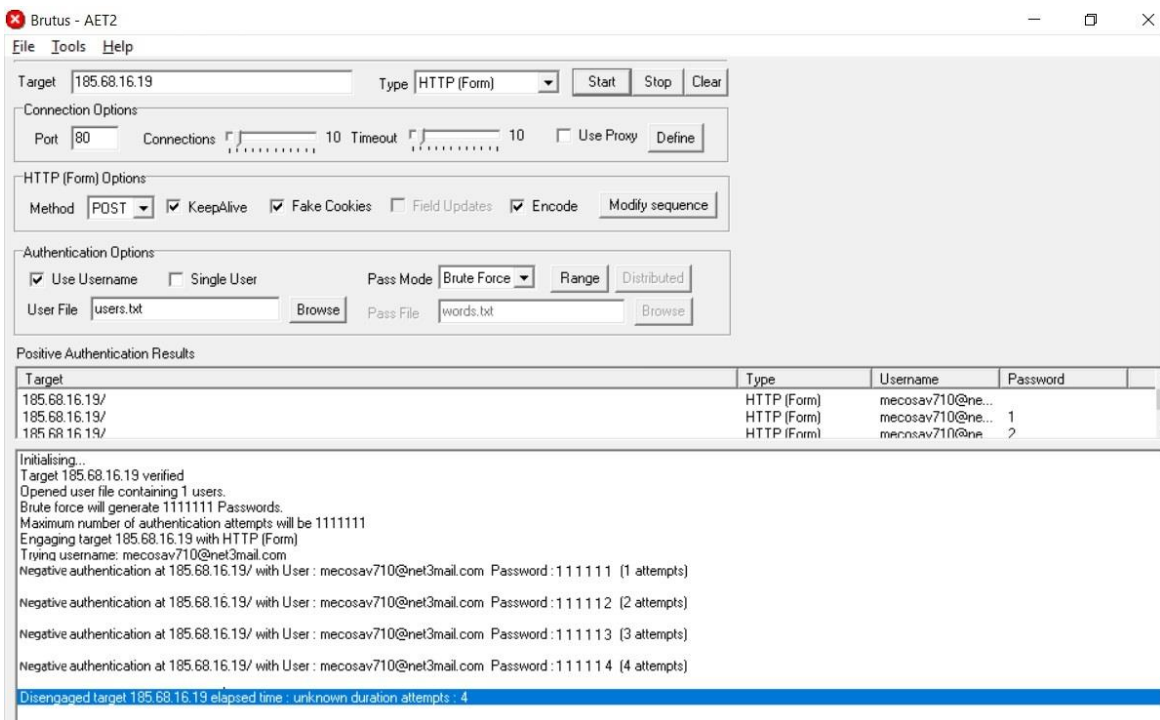 Brutus - AET2
File Tools Help
Target 185.68.16.19 Type HTTP (Form) Start Stop Clear
Connection Options
Port 80 Connections 10 Timeout 10 Use Proxy Define
HTTP (Form) Options
Method POST KeepAlive Fake Cookies Field Updates Encode Modify sequence
Authentication Options
Use Username Single User Pass Mode Brute Force Range Distributed
User File users.txt Browse Pass File words.txt Browse
Positive Authentication Results
Target Type Username Password
185.68.16.19/ HTTP (Form) mecosav710@ne...
185.68.16.19/ HTTP (Form) mecosav710@ne... 1
185.68.16.19/ HTTP (Form) mecosav710@ne 2
Initialising...
Target 185.68.16.19 verified
Opened user file containing 1 users.
Brute force will generate 1111111 Passwords.
Maximum number of authentication attempts will be 1111111
Engaging target 185.68.16.19 with HTTP (Form)
Trying username: mecosav710@net3mail.com
Negative authentication at 185.68.16.19/ with User : mecosav710@net3mail.com Password : 111111 (1 attempts)
Negative authentication at 185.68.16.19/ with User : mecosav710@net3mail.com Password : 111112 (2 attempts)
Negative authentication at 185.68.16.19/ with User : mecosav710@net3mail.com Password : 111113 (3 attempts)
Negative authentication at 185.68.16.19/ with User : mecosav710@net3mail.com Password : 111114 (4 attempts)
Disengaged target 185.68.16.19 elapsed time : unknown duration attempts : 4